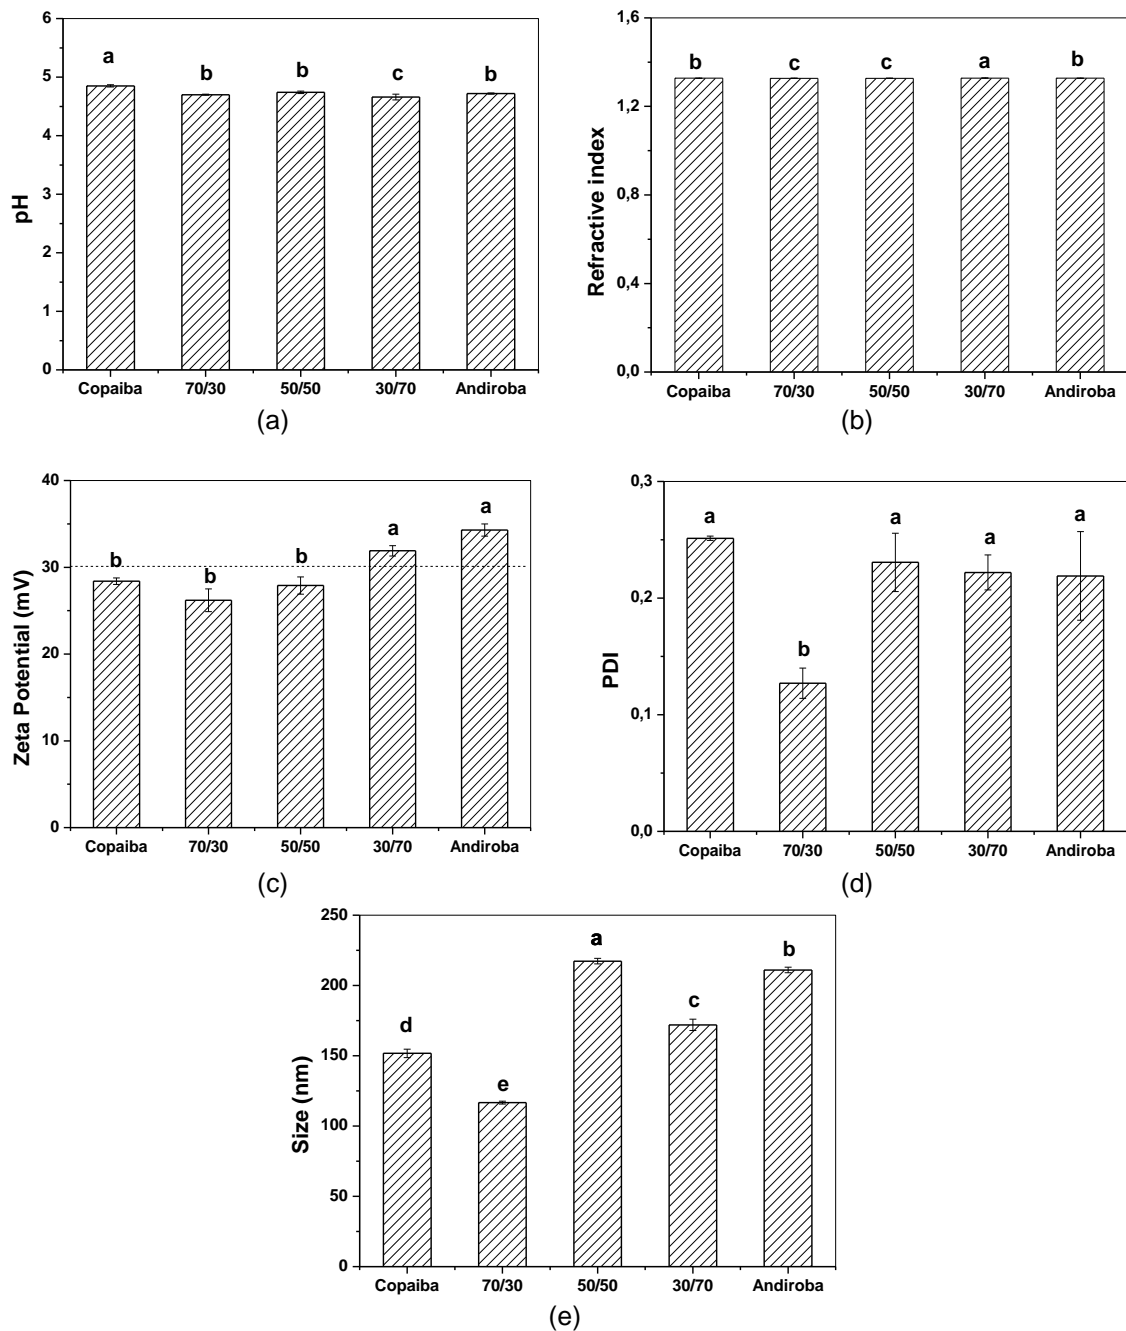 6
5
4
3
2
1
0
pH
a
b
b
c
b
Copaiba 70/30 50/50 30/70 Andiroba
(a)
1,6
1,2
0,8
0,4
0,0
Refractive index
b
c
c
a
b
Copaiba 70/30 50/50 30/70 Andiroba
(b)
40
30
20
10
0
Zeta Potential (mV)
b
b
b
a
a
Copaiba 70/30 50/50 30/70 Andiroba
(c)
0,3
0,2
0,1
0,0
PDI
a
b
a
a
a
Copaiba 70/30 50/50 30/70 Andiroba
(d)
250
200
150
100
50
0
Size (nm)
d
e
a
c
b
Copaiba 70/30 50/50 30/70 Andiroba
(e)